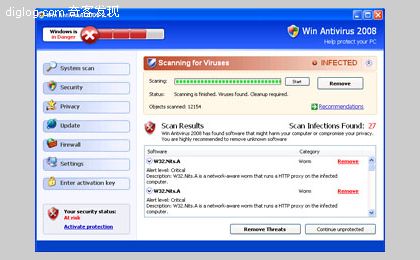 diglog.com 奇客发现
Win Antivirus 2008
Windows is
in Danger
Win Antivirus 2008
Help protect your PC
System scan
Security
Privacy
Update
Firewall
Settings
Enter activation key
Your security status:
At risk
Activate protection
Scanning for Viruses
INFECTED
Scaning:
Start
Remove
Status: Scanning is finished. Viruses found. Cleanup required.
Objects scanned: 12154
Recommendations
Scan Results
Scan Infections Found: 27
Win Antivirus 2008 has found software that might harm your computer or compromise your privacy.
You are highly recommended to remove unknown software
Software Category
W32.Nits.A Worm Remove
Alert level: Critical
Description: W32.Nits.A is a network-aware worm that runs a HTTP proxy on the infected
computer.
W32.Nits.A Worm Remove
Alert level: Critical
Description: W32.Nits.A is a network-aware worm that runs a HTTP proxy on the infected
computer.
Remove Threats
Continue unprotected